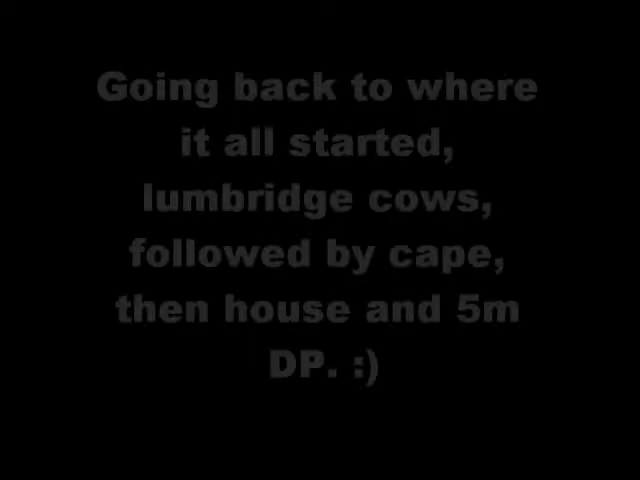 Going back to where
it all started,
lumbridge cows,
followed by cape,
then house and 5m
DP. :)